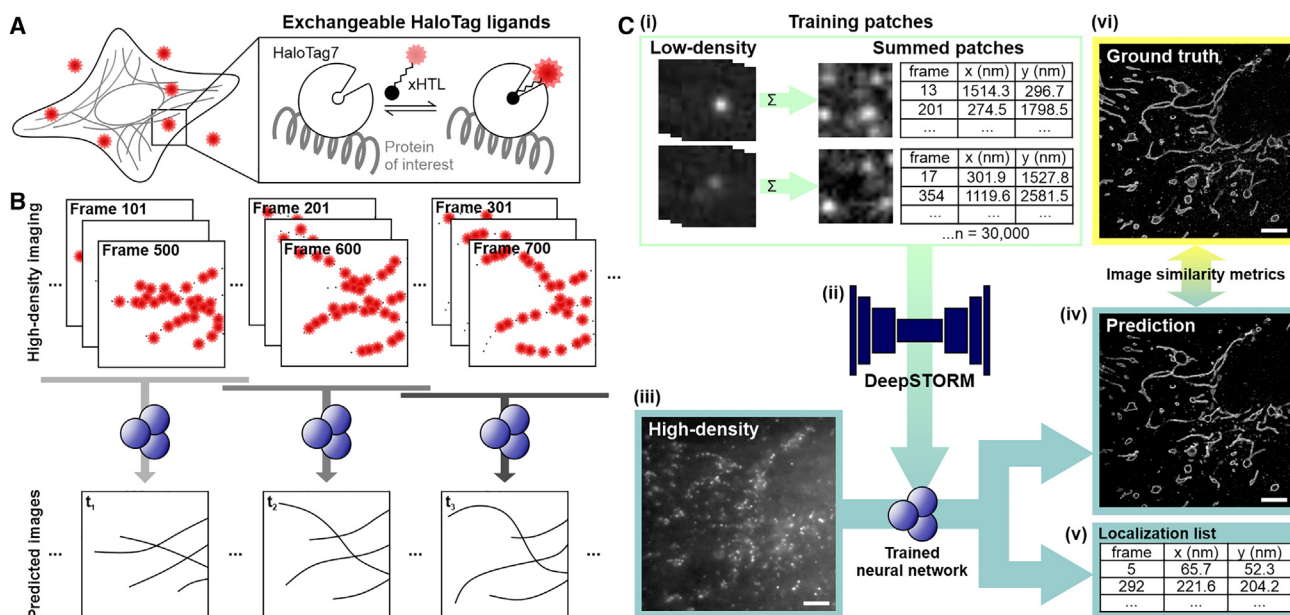 A
Exchangeable HaloTag ligands
HaloTag7
xHTL
Protein
of interest
B
High-density imaging
Frame 101
Frame 500
...
Frame 201
Frame 600
...
Frame 301
Frame 700
...
Predicted images
...
t1
...
t2
...
t3
...
C
(i)
Training patches
Low-density
Summed patches
Σ
frame x (nm) y (nm)
13 1514.3 296.7
201 274.5 1798.5
... ...
Σ
frame x (nm) y (nm)
17 301.9 1527.8
354 1119.6 2581.5
... ...
...n = 30,000
(ii)
DeepSTORM
(iii)
High-density
Trained
neural network
(vi)
Ground truth
Image similarity metrics
(iv)
Prediction
(v)
Localization list
frame x (nm) y (nm)
5 65.7 52.3
292 221.6 204.2
... ... ...